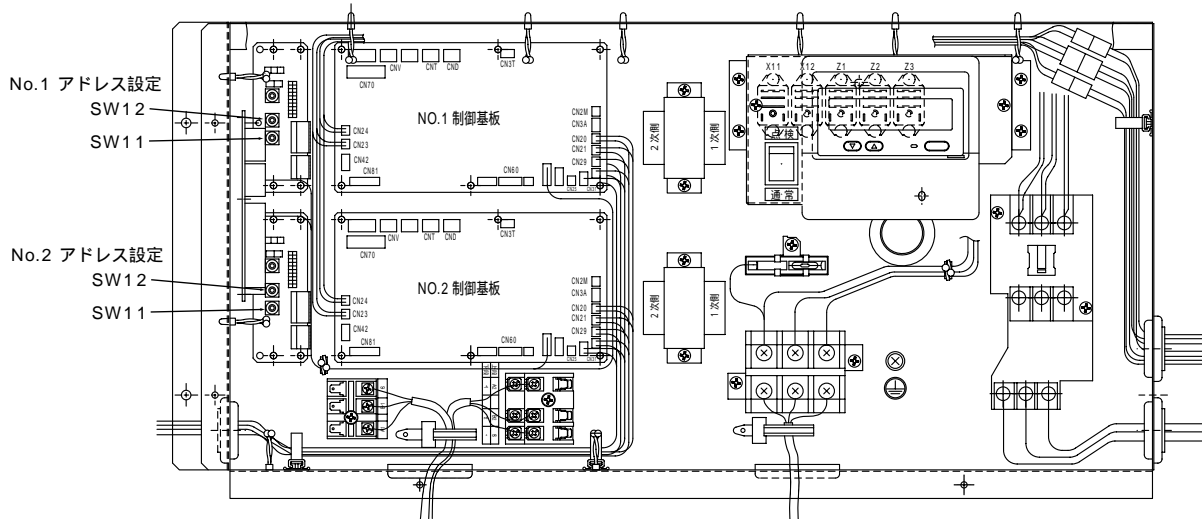 No.1 アドレス設定
SW12
SW11
CNV
CNT
CND
CN3T
CN70
NO.1 制御基板
CN24
CN23
CN42
CN81
CN60
CN2M
CN3A
CN20
CN21
CN29
2次側
1次側
X11
X12
Z1
Z2
Z3
点検
通常
No.2 アドレス設定
SW12
SW11
CNV
CNT
CND
CN3T
CN70
NO.2 制御基板
CN24
CN23
CN42
CN81
CN60
CN2M
CN3A
CN20
CN21
CN29
2次側
1次側